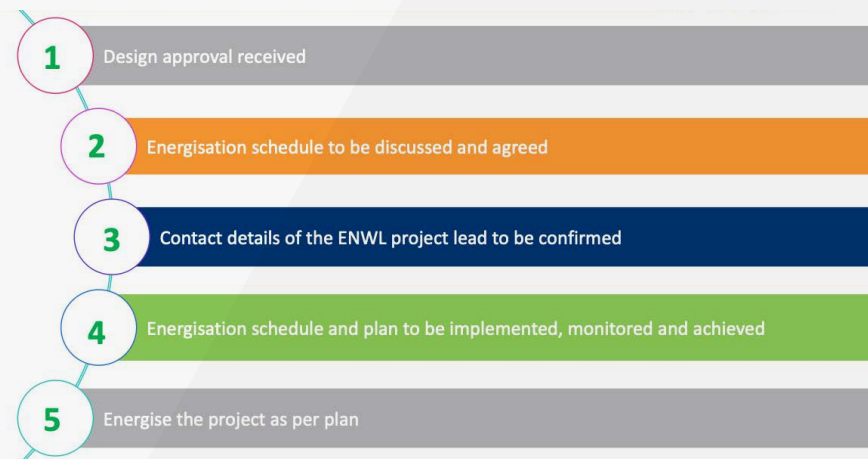 1 Design approval received
2 Energisation schedule to be discussed and agreed
3 Contact details of the ENWL project lead to be confirmed
4 Energisation schedule and plan to be implemented, monitored and achieved
5 Energise the project as per plan